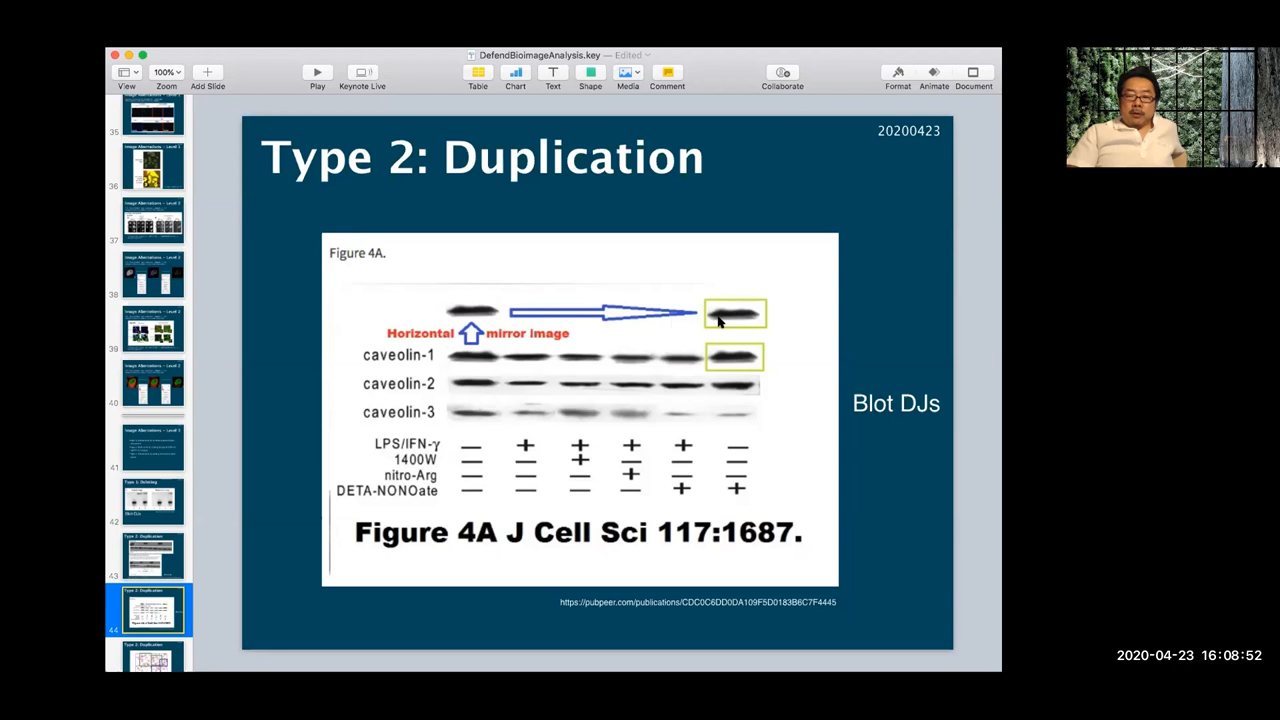 DefendBioimageAnalysis.key — Edited
100%
View Zoom Add Slide Play Keynote Live Table Chart Text Shape Media Comment Collaborate Format Animate Document
35
36
37
38
39
40
41
42
43
44
20200423
Type 2: Duplication
Figure 4A.
Horizontal mirror image
caveolin-1
caveolin-2
caveolin-3
LPS/IFN-γ — + + + + —
1400W — — + — — —
nitro-Arg — — — + — —
DETA-NONOate — — — — + +
Figure 4A J Cell Sci 117:1687.
Blot DJs
https://pubpeer.com/publications/CDC0C6DD0DA109F5D0183B6C7F4445
2020-04-23 16:08:52